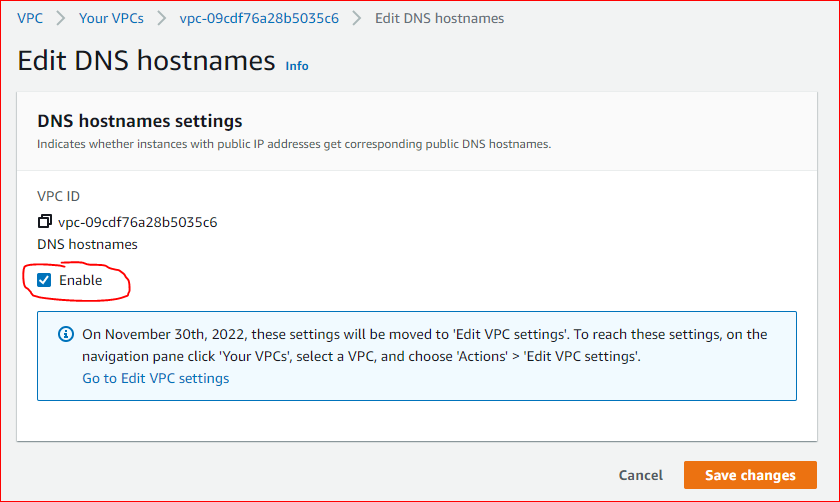 VPC > Your VPCs > vpc-09cdf76a28b5035c6 > Edit DNS hostnames
Edit DNS hostnames Info
DNS hostnames settings
Indicates whether instances with public IP addresses get corresponding public DNS hostnames.
VPC ID
vpc-09cdf76a28b5035c6
DNS hostnames
Enable
On November 30th, 2022, these settings will be moved to 'Edit VPC settings'. To reach these settings, on the
navigation pane click 'Your VPCs', select a VPC, and choose 'Actions' > 'Edit VPC settings'.
Go to Edit VPC settings
Cancel Save changes